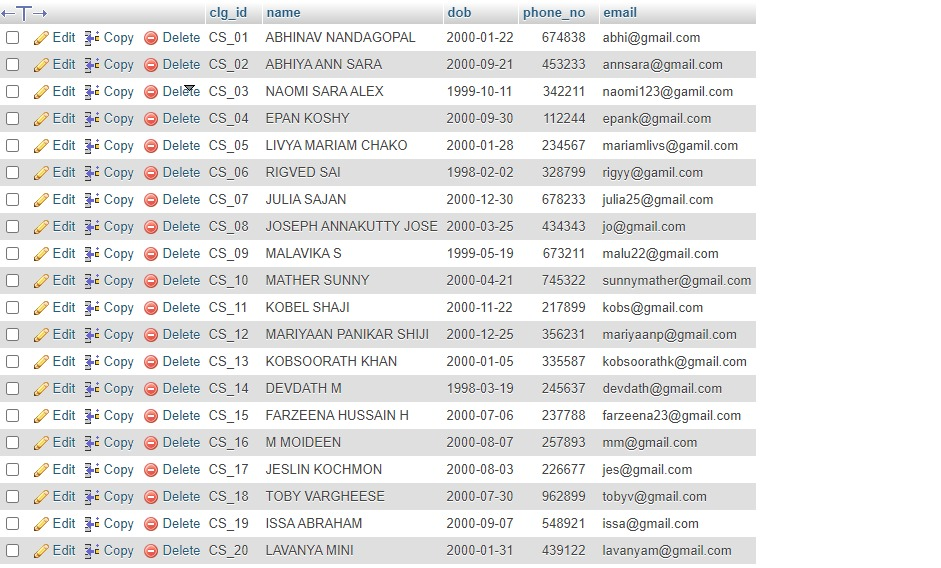 ←T→ clg_id name dob phone_no email
Edit Copy Delete CS_01 ABHINAV NANDAGOPAL 2000-01-22 674838 abhi@gmail.com
Edit Copy Delete CS_02 ABHIYA ANN SARA 2000-09-21 453233 annsara@gmail.com
Edit Copy Delete CS_03 NAOMI SARA ALEX 1999-10-11 342211 naomi123@gamil.com
Edit Copy Delete CS_04 EPAN KOSHY 2000-09-30 112244 epank@gmail.com
Edit Copy Delete CS_05 LIVYA MARIAM CHAKO 2000-01-28 234567 mariamlivs@gamil.com
Edit Copy Delete CS_06 RIGVED SAI 1998-02-02 328799 rigyy@gamil.com
Edit Copy Delete CS_07 JULIA SAJAN 2000-12-30 678233 julia25@gmail.com
Edit Copy Delete CS_08 JOSEPH ANNAKUTTY JOSE 2000-03-25 434343 jo@gmail.com
Edit Copy Delete CS_09 MALAVIKA S 1999-05-19 673211 malu22@gmail.com
Edit Copy Delete CS_10 MATHER SUNNY 2000-04-21 745322 sunnymather@gmail.com
Edit Copy Delete CS_11 KOBEL SHAJI 2000-11-22 217899 kobs@gmail.com
Edit Copy Delete CS_12 MARIYAAN PANIKAR SHIJI 2000-12-25 356231 mariyaanp@gmail.com
Edit Copy Delete CS_13 KOBSOORATH KHAN 2000-01-05 335587 kobsoorathk@gmail.com
Edit Copy Delete CS_14 DEVDATH M 1998-03-19 245637 devdath@gmail.com
Edit Copy Delete CS_15 FARZEENA HUSSAIN H 2000-07-06 237788 farzeena23@gmail.com
Edit Copy Delete CS_16 M MOIDEEN 2000-08-07 257893 mm@gmail.com
Edit Copy Delete CS_17 JESLIN KOCHMON 2000-08-03 226677 jes@gmail.com
Edit Copy Delete CS_18 TOBY VARGHEESE 2000-07-30 962899 tobyv@gmail.com
Edit Copy Delete CS_19 ISSA ABRAHAM 2000-09-07 548921 issa@gmail.com
Edit Copy Delete CS_20 LAVANYA MINI 2000-01-31 439122 lavanyam@gmail.com